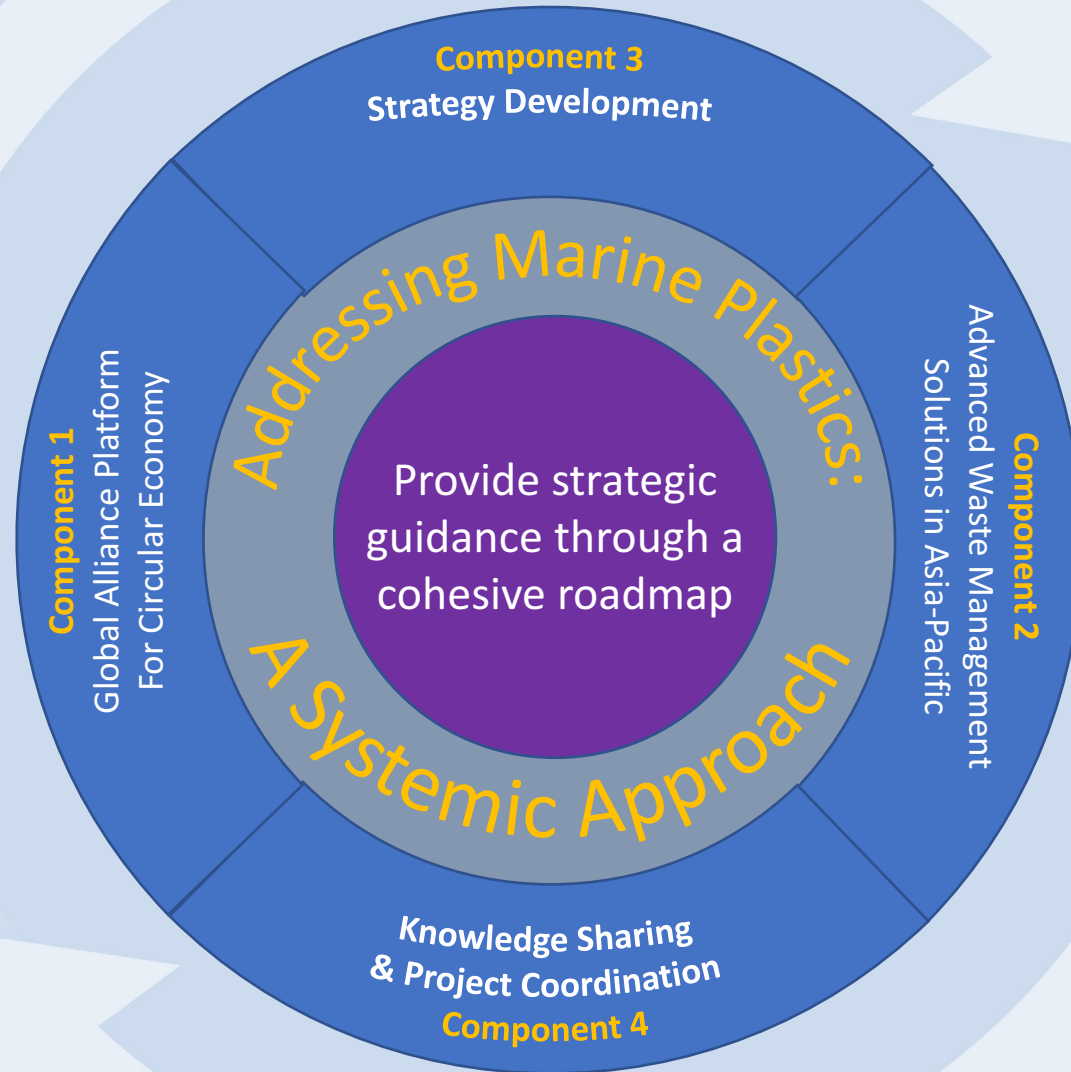 Component 3
Strategy Development
Addressing Marine Plastics:
A Systemic Approach
Provide strategic
guidance through a
cohesive roadmap
Component 1
Global Alliance Platform
For Circular Economy
Component 2
Advanced Waste Management
Solutions in Asia-Pacific
Knowledge Sharing
& Project Coordination
Component 4